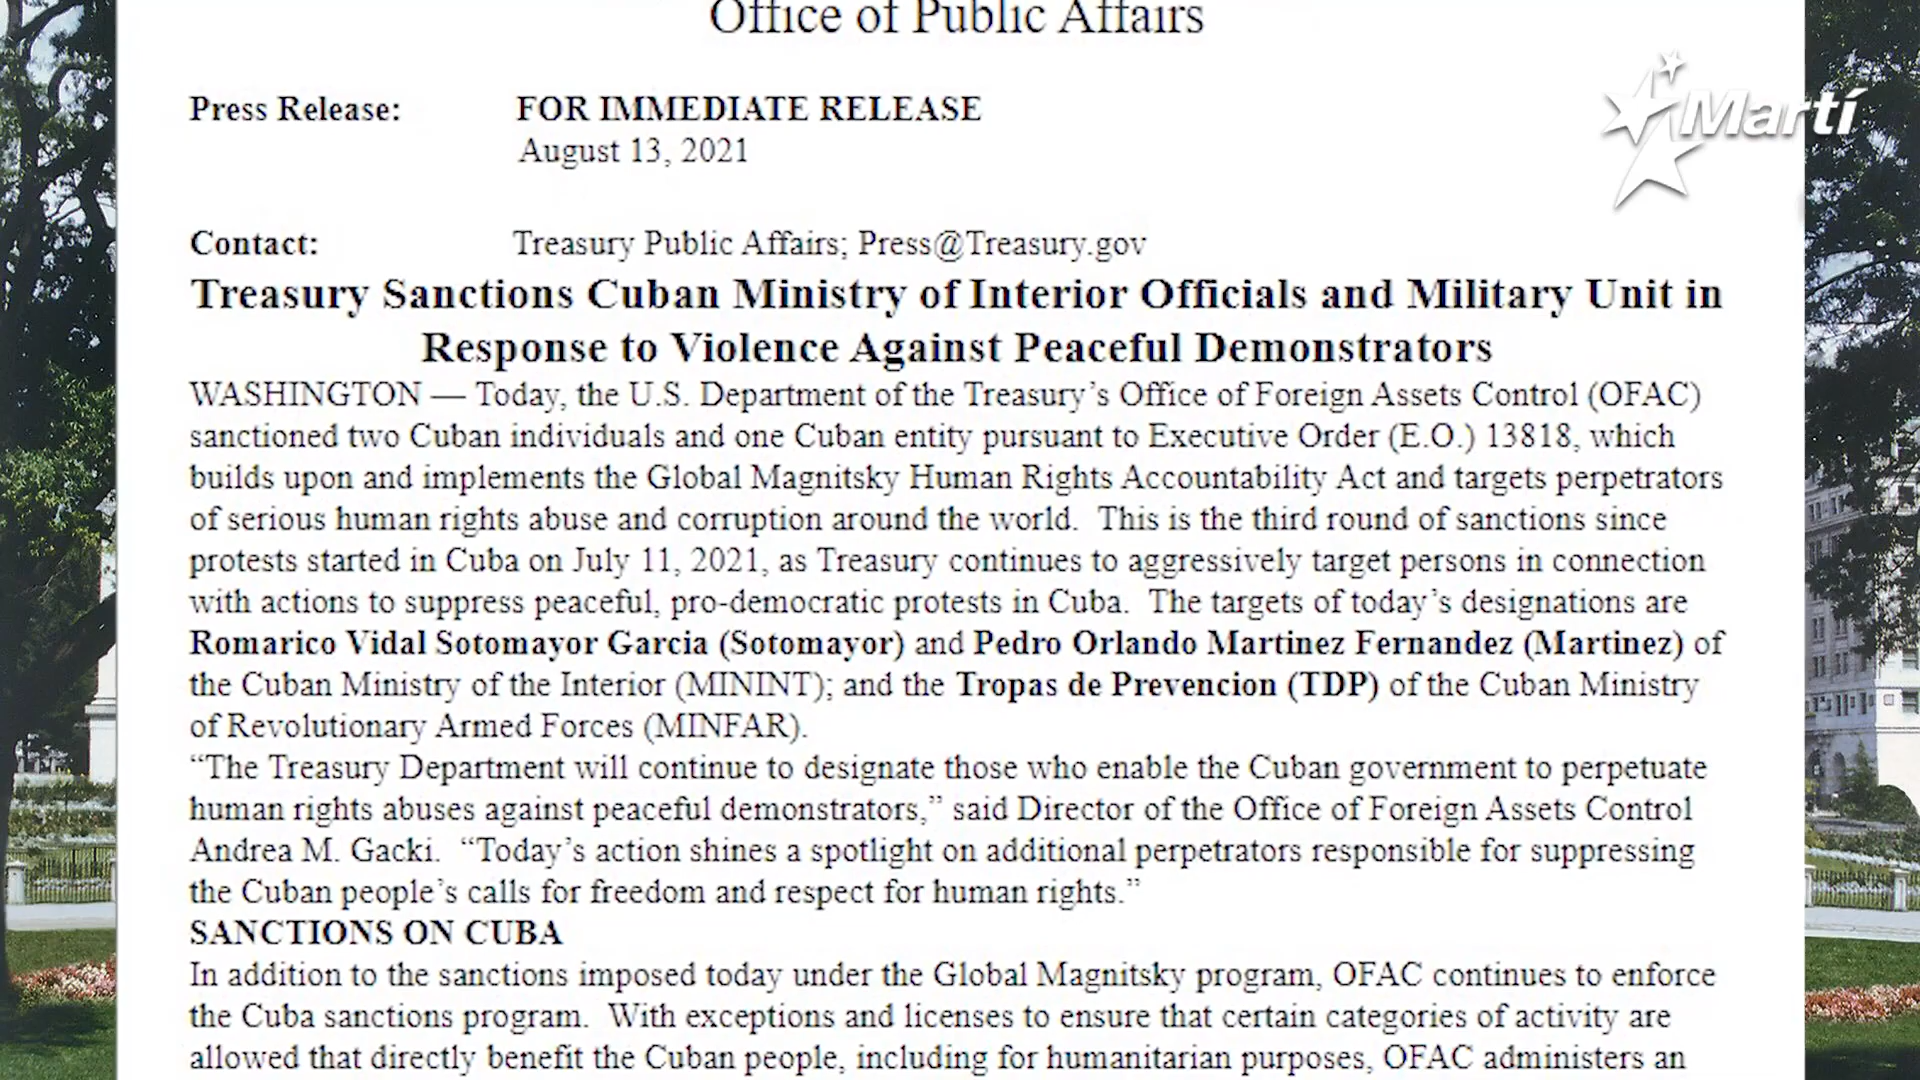 Office of Public Affairs
Martí
Press Release: FOR IMMEDIATE RELEASE
August 13, 2021
Contact: Treasury Public Affairs; Press@Treasury.gov
Treasury Sanctions Cuban Ministry of Interior Officials and Military Unit in
Response to Violence Against Peaceful Demonstrators
WASHINGTON — Today, the U.S. Department of the Treasury’s Office of Foreign Assets Control (OFAC)
sanctioned two Cuban individuals and one Cuban entity pursuant to Executive Order (E.O.) 13818, which
builds upon and implements the Global Magnitsky Human Rights Accountability Act and targets perpetrators
of serious human rights abuse and corruption around the world.  This is the third round of sanctions since
protests started in Cuba on July 11, 2021, as Treasury continues to aggressively target persons in connection
with actions to suppress peaceful, pro-democratic protests in Cuba.  The targets of today’s designations are
Romarico Vidal Sotomayor Garcia (Sotomayor) and Pedro Orlando Martinez Fernandez (Martinez) of
the Cuban Ministry of the Interior (MININT); and the Tropas de Prevencion (TDP) of the Cuban Ministry
of Revolutionary Armed Forces (MINFAR).
“The Treasury Department will continue to designate those who enable the Cuban government to perpetuate
human rights abuses against peaceful demonstrators,” said Director of the Office of Foreign Assets Control
Andrea M. Gacki.  “Today’s action shines a spotlight on additional perpetrators responsible for suppressing
the Cuban people’s calls for freedom and respect for human rights.”
SANCTIONS ON CUBA
In addition to the sanctions imposed today under the Global Magnitsky program, OFAC continues to enforce
the Cuba sanctions program.  With exceptions and licenses to ensure that certain categories of activity are
allowed that directly benefit the Cuban people, including for humanitarian purposes, OFAC administers an